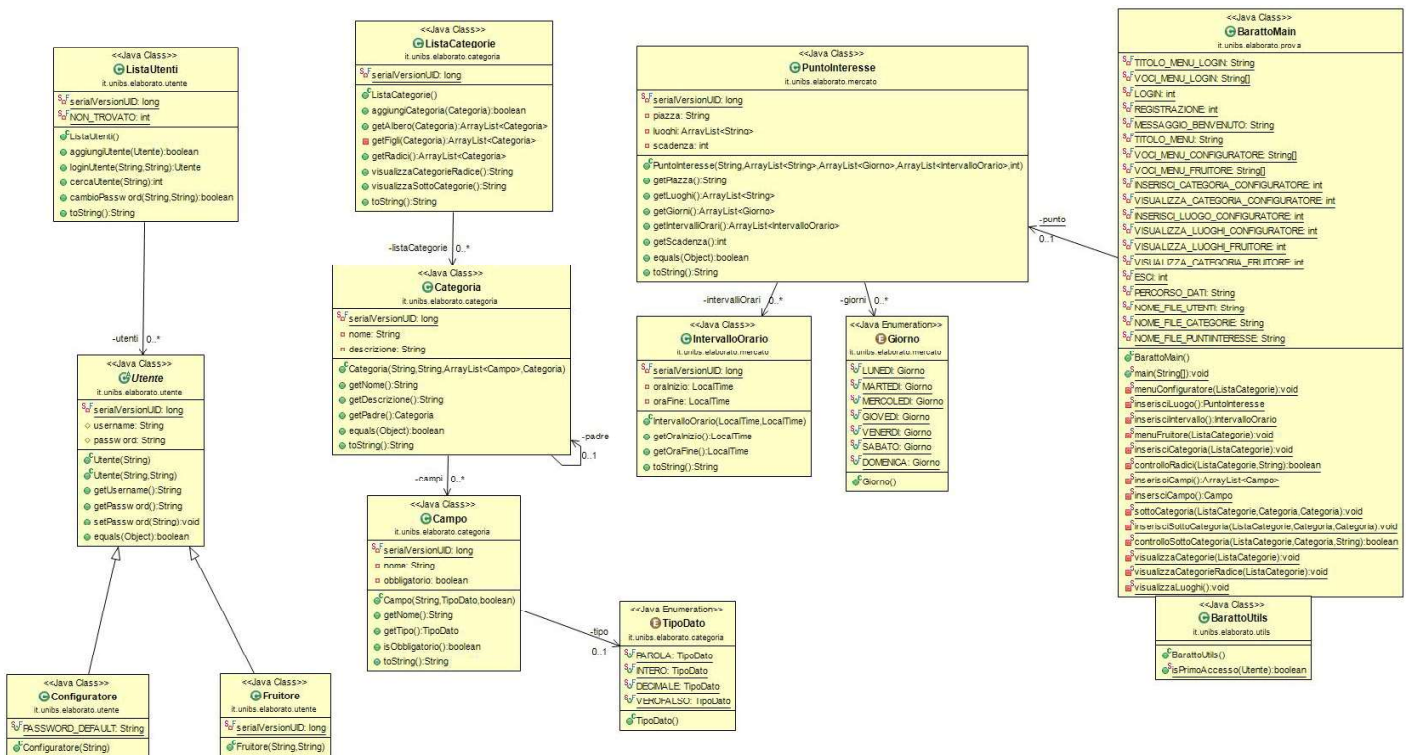 <<Java Class>>
ListaUtenti
it.unibs.elaborato.utente
serialVersionUID: long
NON_TROVATO: int
ListaUtenti()
aggiungiUtente(Utente):boolean
loginUtente(String,String):Utente
cercaUtente(String):int
cambioPassword(String,String):boolean
toString():String
-utenti 0..*
<<Java Class>>
Utente
it.unibs.elaborato.utente
serialVersionUID: long
username: String
password: String
Utente(String)
Utente(String,String)
getUsername():String
getPassword():String
setPassword(String):void
equals(Object):boolean
<<Java Class>>
Configuratore
it.unibs.elaborato.utente
PASSWORD_DEFAULT: String
Configuratore(String)
<<Java Class>>
Fruitore
it.unibs.elaborato.utente
serialVersionUID: long
Fruitore(String,String)
<<Java Class>>
ListaCategorie
it.unibs.elaborato.categoria
serialVersionUID: long
ListaCategorie()
aggiungiCategoria(Categoria):boolean
getAlbero(Categoria):ArrayList<Categoria>
getFigli(Categoria):ArrayList<Categoria>
getRadici():ArrayList<Categoria>
visualizzaCategorieRadice():String
visualizzaSottoCategorie():String
toString():String
-listaCategorie 0..*
<<Java Class>>
Categoria
it.unibs.elaborato.categoria
serialVersionUID: long
nome: String
descrizione: String
Categoria(String,String,ArrayList<Campo>,Categoria)
getNome():String
getDescrizione():String
getPadre():Categoria
equals(Object):boolean
toString():String
-padre
0..1
-campi 0..*
<<Java Class>>
Campo
it.unibs.elaborato.categoria
serialVersionUID: long
nome: String
obbligatorio: boolean
Campo(String,TipoDato,boolean)
getNome():String
getTipo():TipoDato
isObbligatorio():boolean
toString():String
-tipo
0..1
<<Java Enumeration>>
TipoDato
it.unibs.elaborato.categoria
PAROLA: TipoDato
INTERO: TipoDato
DECIMALE: TipoDato
VEROFALSO: TipoDato
TipoDato()
<<Java Class>>
PuntoInteresse
it.unibs.elaborato.mercato
serialVersionUID: long
piazza: String
luoghi: ArrayList<String>
scadenza: int
PuntoInteresse(String,ArrayList<String>,ArrayList<Giorno>,ArrayList<IntervalloOrario>,int)
getPiazza():String
getLuoghi():ArrayList<String>
getGiorni():ArrayList<Giorno>
getIntervalliOrari():ArrayList<IntervalloOrario>
getScadenza():int
equals(Object):boolean
toString():String
-intervalliOrari 0..*
-giorni 0..*
<<Java Class>>
IntervalloOrario
it.unibs.elaborato.mercato
serialVersionUID: long
oraInizio: LocalTime
oraFine: LocalTime
IntervalloOrario(LocalTime,LocalTime)
getOraInizio():LocalTime
getOraFine():LocalTime
toString():String
<<Java Enumeration>>
Giorno
it.unibs.elaborato.mercato
LUNEDI: Giorno
MARTEDI: Giorno
MERCOLEDI: Giorno
GIOVEDI: Giorno
VENERDI: Giorno
SABATO: Giorno
DOMENICA: Giorno
Giorno()
-punto
0..1
<<Java Class>>
BarattoMain
it.unibs.elaborato.prova
TITOLO_MENU_LOGIN: String
VOCI_MENU_LOGIN: String[]
LOGIN: int
REGISTRAZIONE: int
MESSAGGIO_BENVENUTO: String
TITOLO_MENU: String
VOCI_MENU_CONFIGURATORE: String[]
VOCI_MENU_FRUITORE: String[]
INSERISCI_CATEGORIA_CONFIGURATORE: int
VISUALIZZA_CATEGORIA_CONFIGURATORE: int
INSERISCI_LUOGO_CONFIGURATORE: int
VISUALIZZA_LUOGHI_CONFIGURATORE: int
VISUALIZZA_LUOGHI_FRUITORE: int
VISUALIZZA_CATEGORIA_FRUITORE: int
ESCI: int
PERCORSO_DATI: String
NOME_FILE_UTENTI: String
NOME_FILE_CATEGORIE: String
NOME_FILE_PUNTIINTERESSE: String
BarattoMain()
main(String[]):void
menuConfiguratore(ListaCategorie):void
inserisciLuogo():PuntoInteresse
inserisciIntervallo():IntervalloOrario
menuFruitore(ListaCategorie):void
inserisciCategoria(ListaCategorie):void
controlloRadici(ListaCategorie,String):boolean
inserisciCampi():ArrayList<Campo>
insersciCampo():Campo
sottoCategoria(ListaCategorie,Categoria,Categoria):void
inserisciSottoCategoria(ListaCategorie,Categoria,Categoria):void
controlloSottoCategoria(ListaCategorie,Categoria,String):boolean
visualizzaCategorie(ListaCategorie):void
visualizzaCategorieRadice(ListaCategorie):void
visualizzaLuoghi():void
<<Java Class>>
BarattoUtils
it.unibs.elaborato.utils
BarattoUtils()
isPrimoAccesso(Utente):boolean